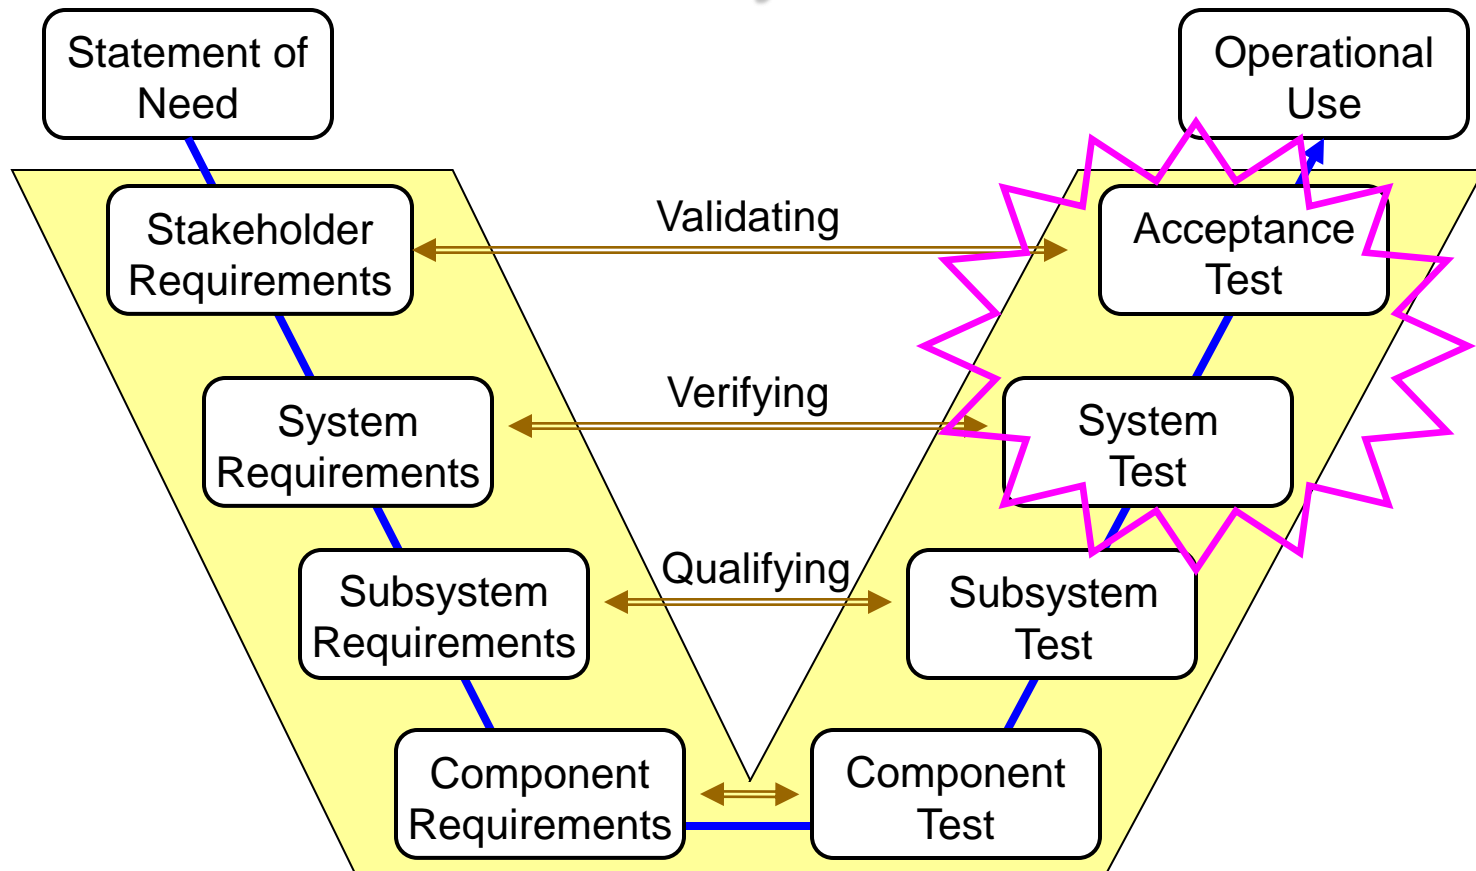 Statement of
Need
Operational
Use
Stakeholder
Requirements
Validating
Acceptance
Test
System
Requirements
Verifying
System
Test
Subsystem
Requirements
Qualifying
Subsystem
Test
Component
Requirements
Component
Test